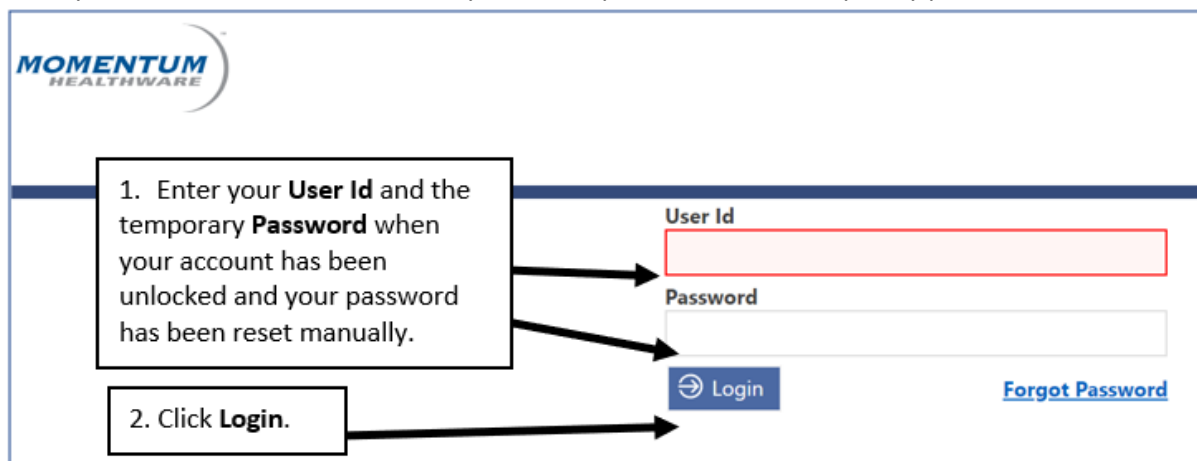 MOMENTUM
HEALTHWARE
1. Enter your User Id and the
temporary Password when
your account has been
unlocked and your password
has been reset manually.
User Id
Password
Login
Forgot Password
2. Click Login.